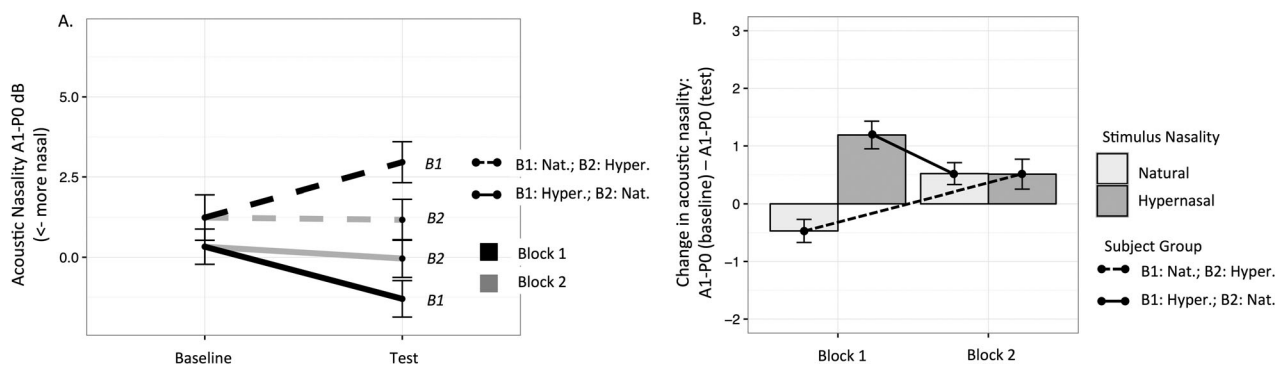 A.
Acoustic Nasality A1-P0 dB
(<- more nasal)
5.0
2.5
0.0
Baseline
Test
B1
B2
B2
B1
B1: Nat.; B2: Hyper.
B1: Hyper.; B2: Nat.
Block 1
Block 2
B.
Change in acoustic nasality:
A1-P0 (baseline) – A1-P0 (test)
3
2
1
0
−1
−2
Block 1
Block 2
Stimulus Nasality
Natural
Hypernasal
Subject Group
B1: Nat.; B2: Hyper.
B1: Hyper.; B2: Nat.